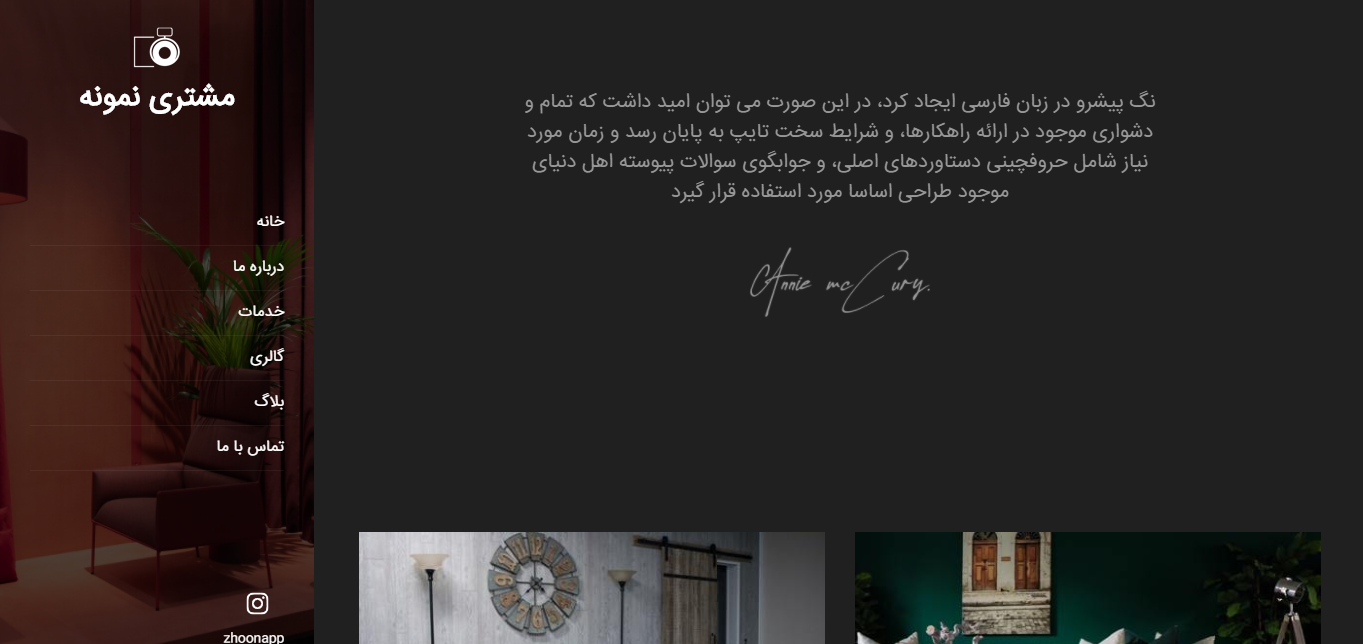 مشتری نمونه
خانه
درباره ما
خدمات
گالری
بلاگ
تماس با ما
zhoonapp
نگ پیشرو در زبان فارسی ایجاد کرد، در این صورت می توان امید داشت که تمام و
دشواری موجود در ارائه راهکارها، و شرایط سخت تایپ به پایان رسد و زمان مورد
نیاز شامل حروفچینی دستاوردهای اصلی، و جوابگوی سوالات پیوسته اهل دنیای
موجود طراحی اساسا مورد استفاده قرار گیرد
Annie mc Cury.